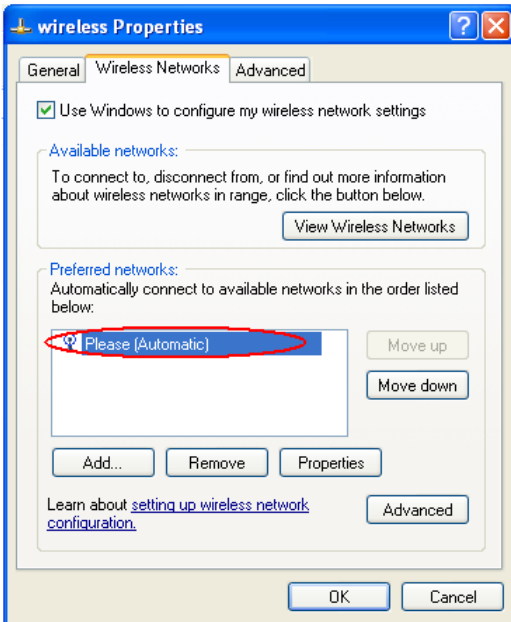 wireless Properties
General Wireless Networks Advanced
Use Windows to configure my wireless network settings
Available networks:
To connect to, disconnect from, or find out more information
about wireless networks in range, click the button below.
View Wireless Networks
Preferred networks:
Automatically connect to available networks in the order listed
below:
Please (Automatic)
Move up
Move down
Add... Remove Properties
Learn about setting up wireless network
configuration.
Advanced
OK Cancel